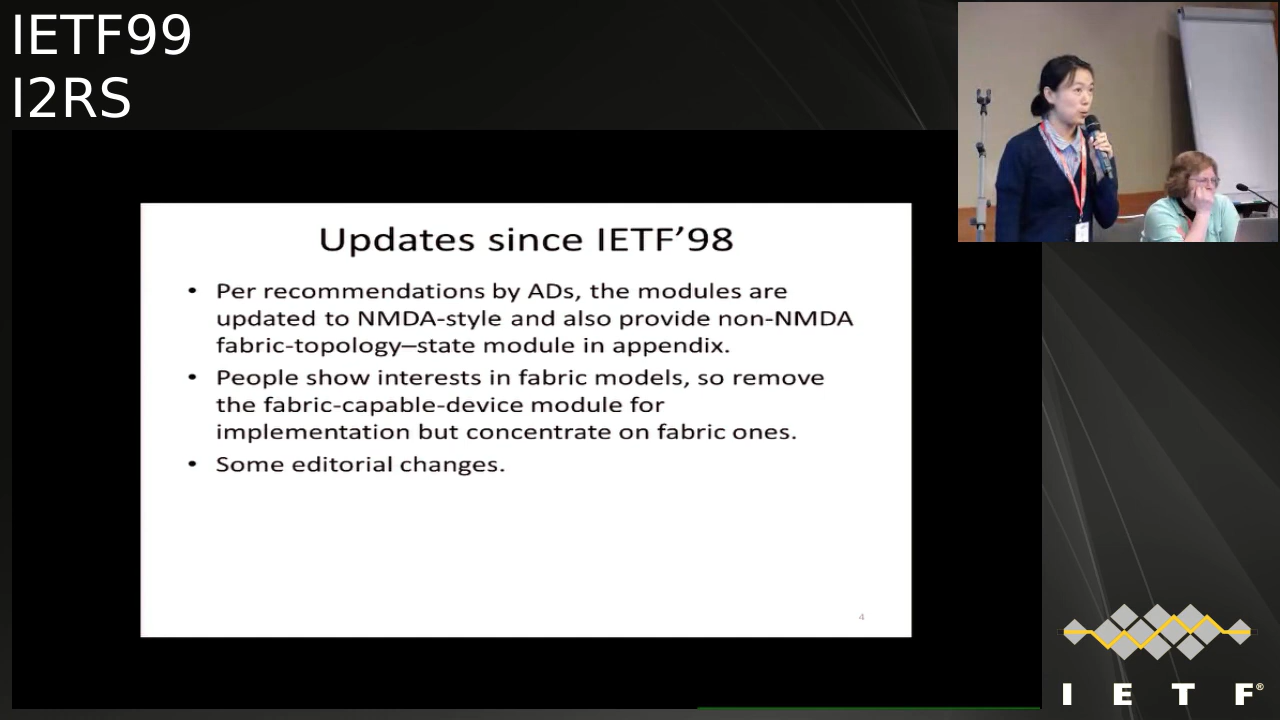 IETF99
I2RS
Updates since IETF’98
• Per recommendations by ADs, the modules are
updated to NMDA-style and also provide non-NMDA
fabric-topology–state module in appendix.
• People show interests in fabric models, so remove
the fabric-capable-device module for
implementation but concentrate on fabric ones.
• Some editorial changes.
4
I E T F®